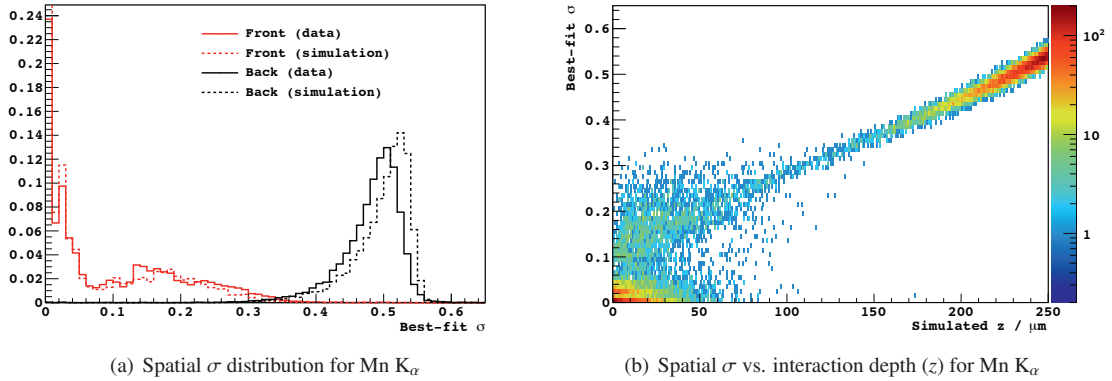 0.24
0.22
0.2
0.18
0.16
0.14
0.12
0.1
0.08
0.06
0.04
0.02
0
Front (data)
Front (simulation)
Back (data)
Back (simulation)
0 0.1 0.2 0.3 0.4 0.5 0.6
Best-fit σ
(a) Spatial σ distribution for Mn Kα
Best-fit σ
0.6
0.5
0.4
0.3
0.2
0.1
0
0 50 100 150 200 250
Simulated z / μm
10²
10
1
(b) Spatial σ vs. interaction depth (z) for Mn Kα